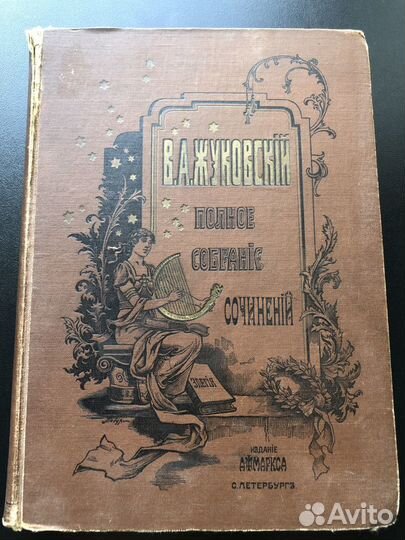 В.А.ЖУКОВСКІЙ
ПОЛНОЕ
СОБРАНІЕ
СОЧИНЕНІЙ
ИЗДАНІЕ
А.Ф.МАРКСА
С.ПЕТЕРБУРГЪ.
Avito